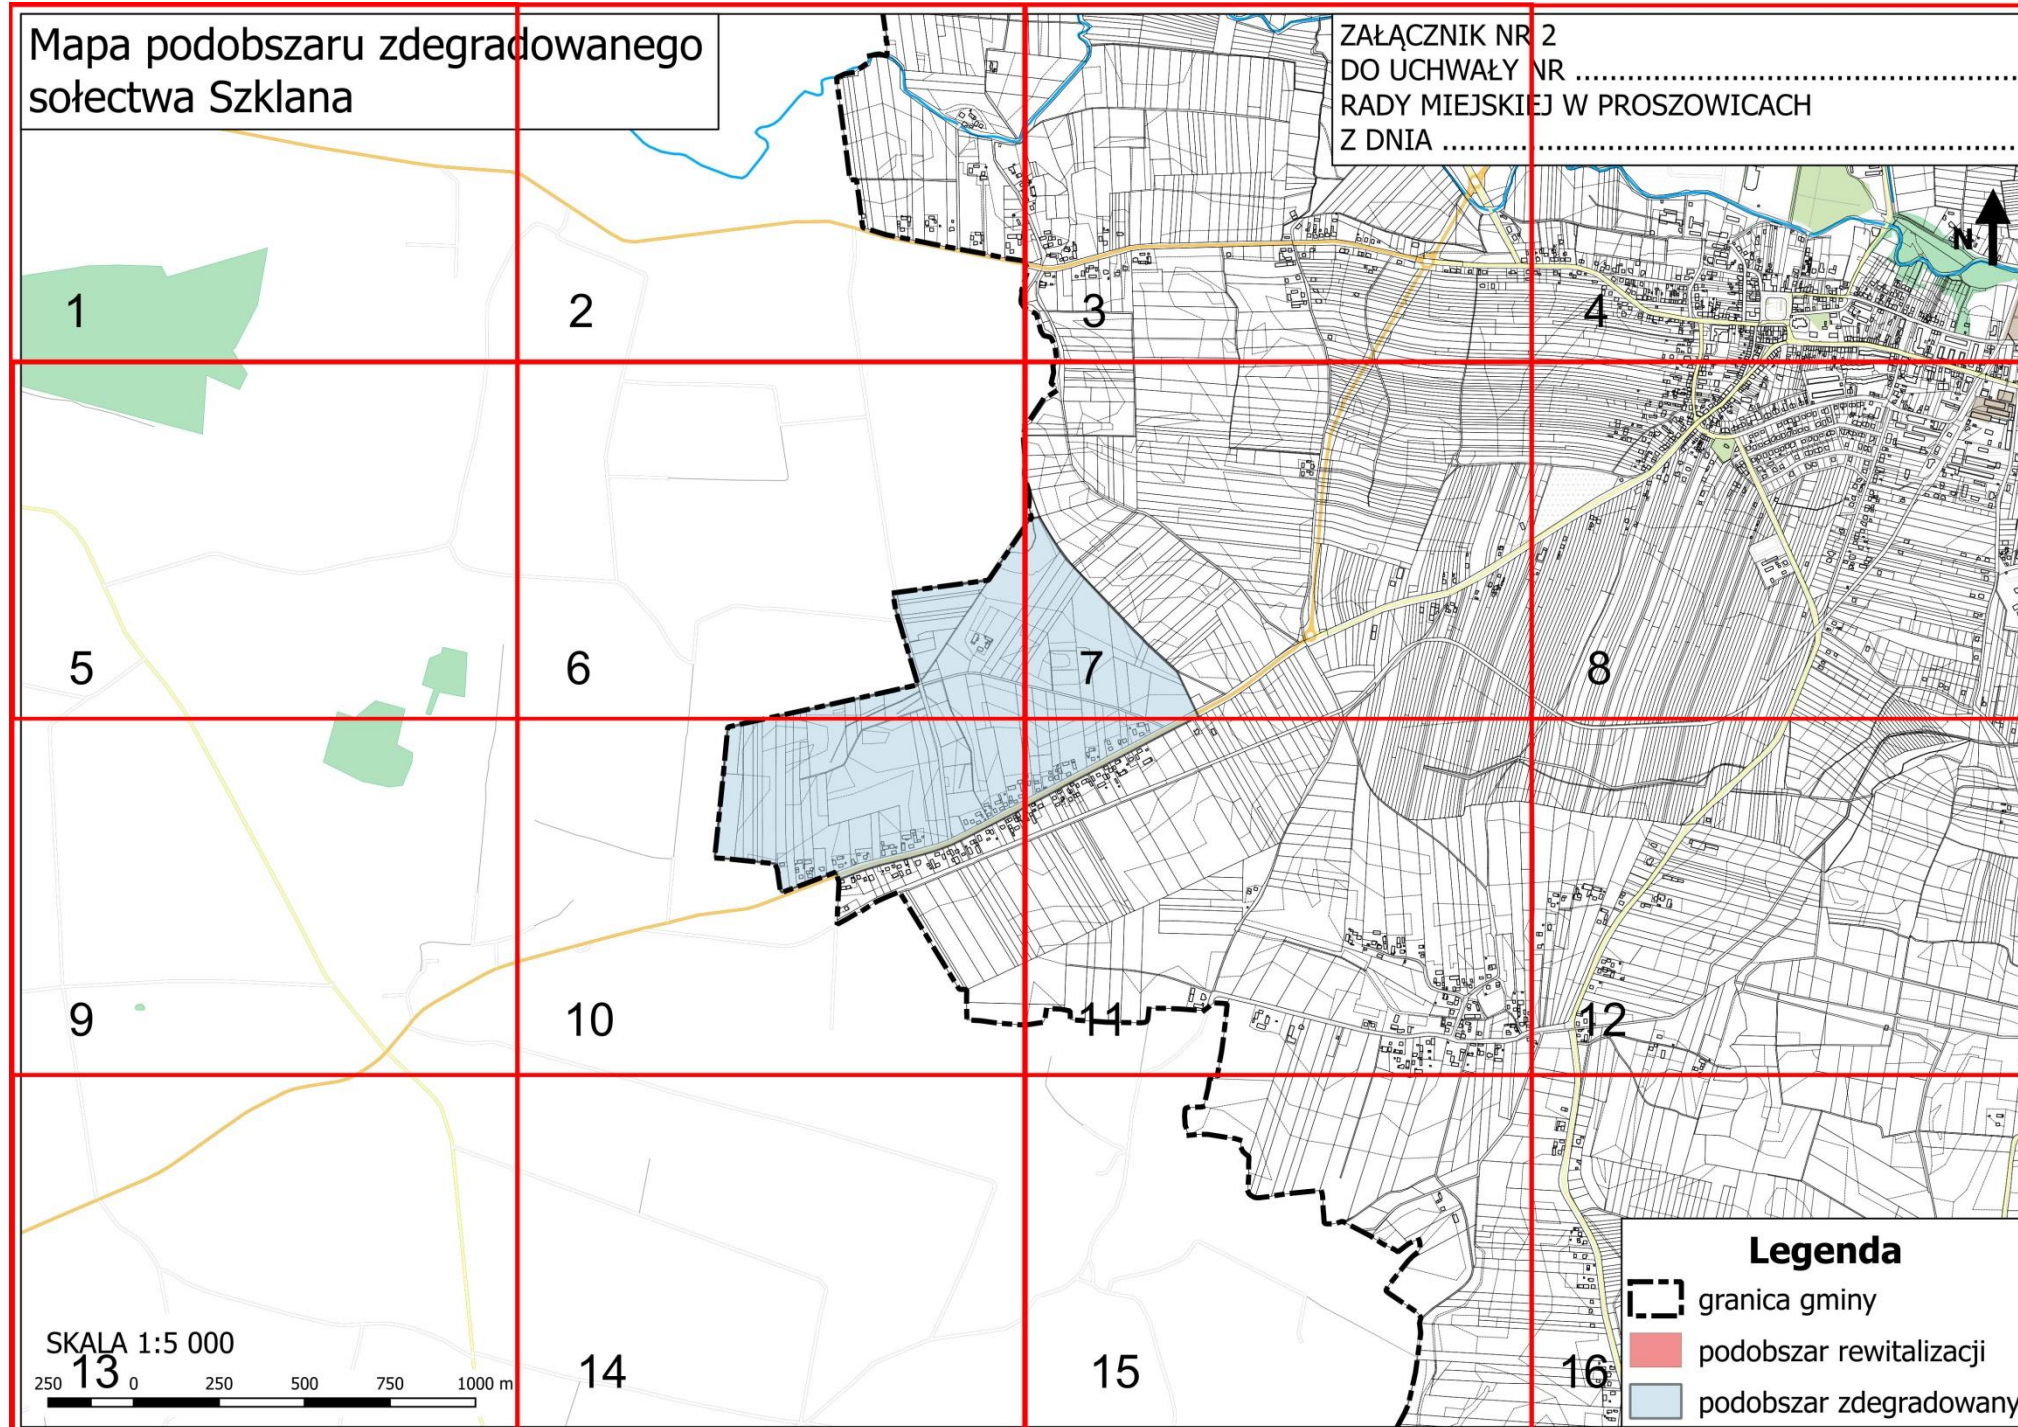 Mapa podobszaru zdegradowanego
sołectwa Szklana
ZAŁĄCZNIK NR 2
DO UCHWAŁY NR ......................................................
RADY MIEJSKIEJ W PROSZOWICACH
Z DNIA ......................................................................
N
1
2
3
4
5
6
7
8
9
10
11
12
13
14
15
16
SKALA 1:5 000
250 0 250 500 750 1000 m
Legenda
granica gminy
podobszar rewitalizacji
podobszar zdegradowany